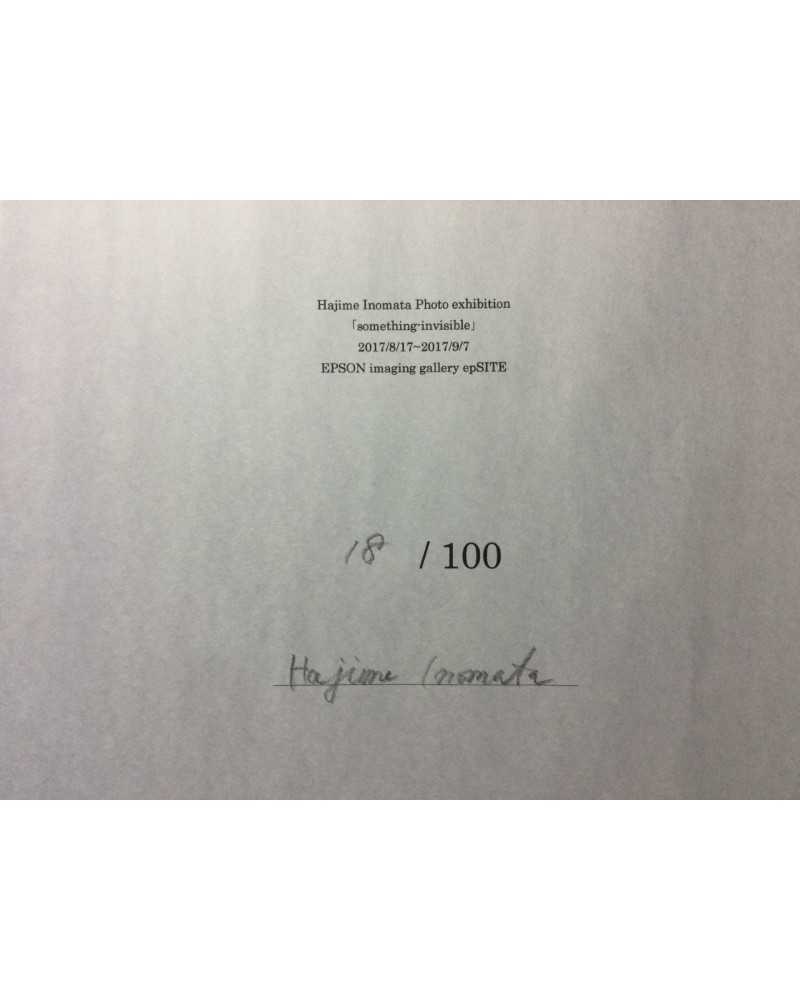 Hajime Inomata Photo exhibition
「something-invisible」
2017/8/17~2017/9/7
EPSON imaging gallery epSITE
18 / 100
Hajime Inomata